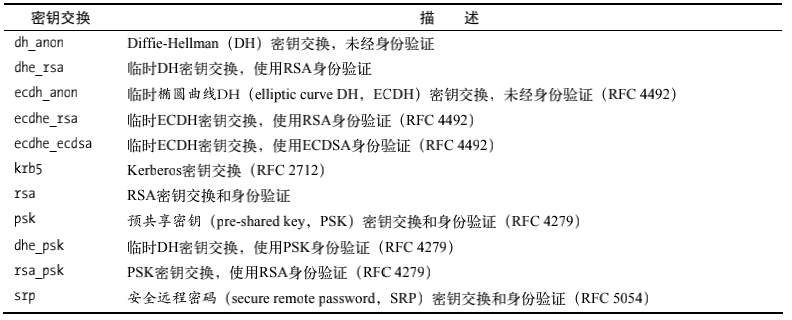 密钥交换 描 述
dh_anon Diffie-Hellman（DH）密钥交换，未经身份验证
dhe_rsa 临时DH密钥交换，使用RSA身份验证
ecdh_anon 临时椭圆曲线DH（elliptic curve DH，ECDH）密钥交换，未经身份验证（RFC 4492）
ecdhe_rsa 临时ECDH密钥交换，使用RSA身份验证（RFC 4492）
ecdhe_ecdsa 临时ECDH密钥交换，使用ECDSA身份验证（RFC 4492）
krb5 Kerberos密钥交换（RFC 2712）
rsa RSA密钥交换和身份验证
psk 预共享密钥（pre-shared key，PSK）密钥交换和身份验证（RFC 4279）
dhe_psk 临时DH密钥交换，使用PSK身份验证（RFC 4279）
rsa_psk PSK密钥交换，使用RSA身份验证（RFC 4279）
srp 安全远程密码（secure remote password，SRP）密钥交换和身份验证（RFC 5054）